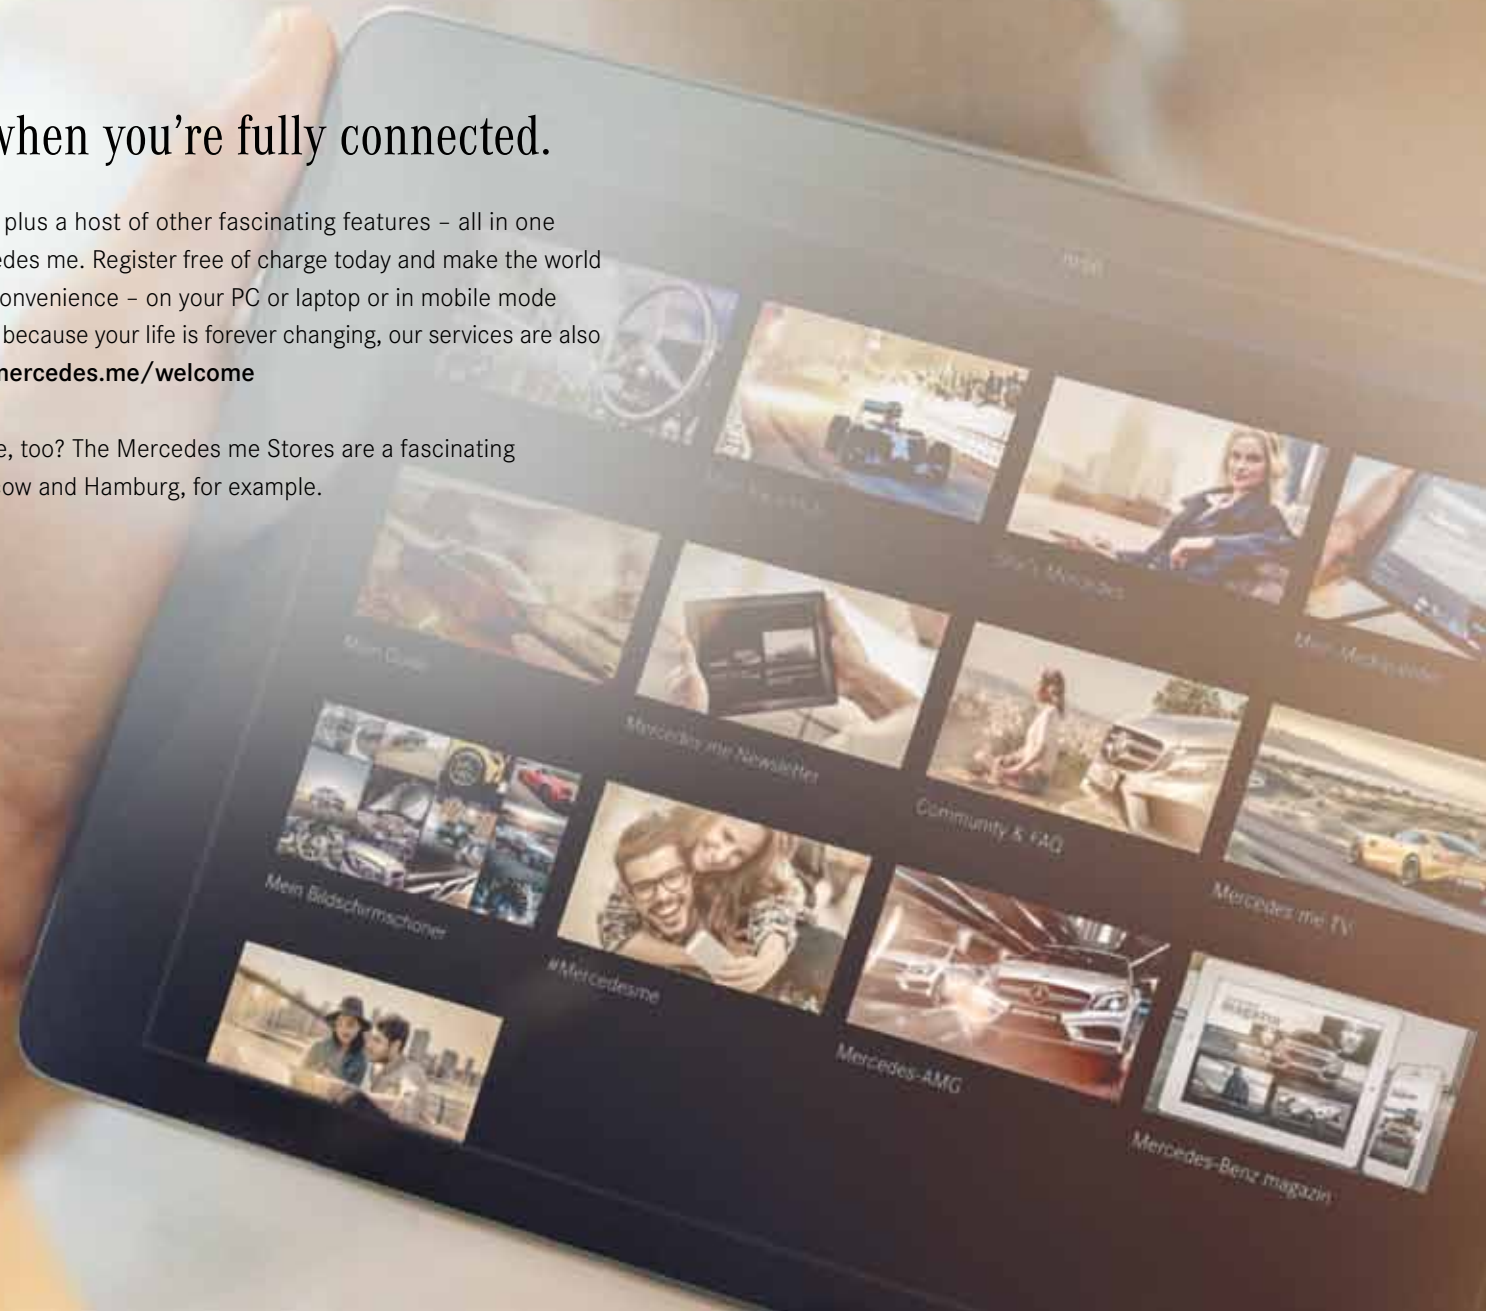 when you're fully connected.
plus a host of other fascinating features – all in one
edes me. Register free of charge today and make the world
onvenience – on your PC or laptop or in mobile mode
because your life is forever changing, our services are also
mercedes.me/welcome
e, too? The Mercedes me Stores are a fascinating
ow and Hamburg, for example.
Mercedes
Mein
Mercedes me Newsletter
Community & FAQ
Mercedes me TV
Mein Bildschirmschoner
#Mercedesme
Mercedes-AMG
Mercedes-Benz magazin